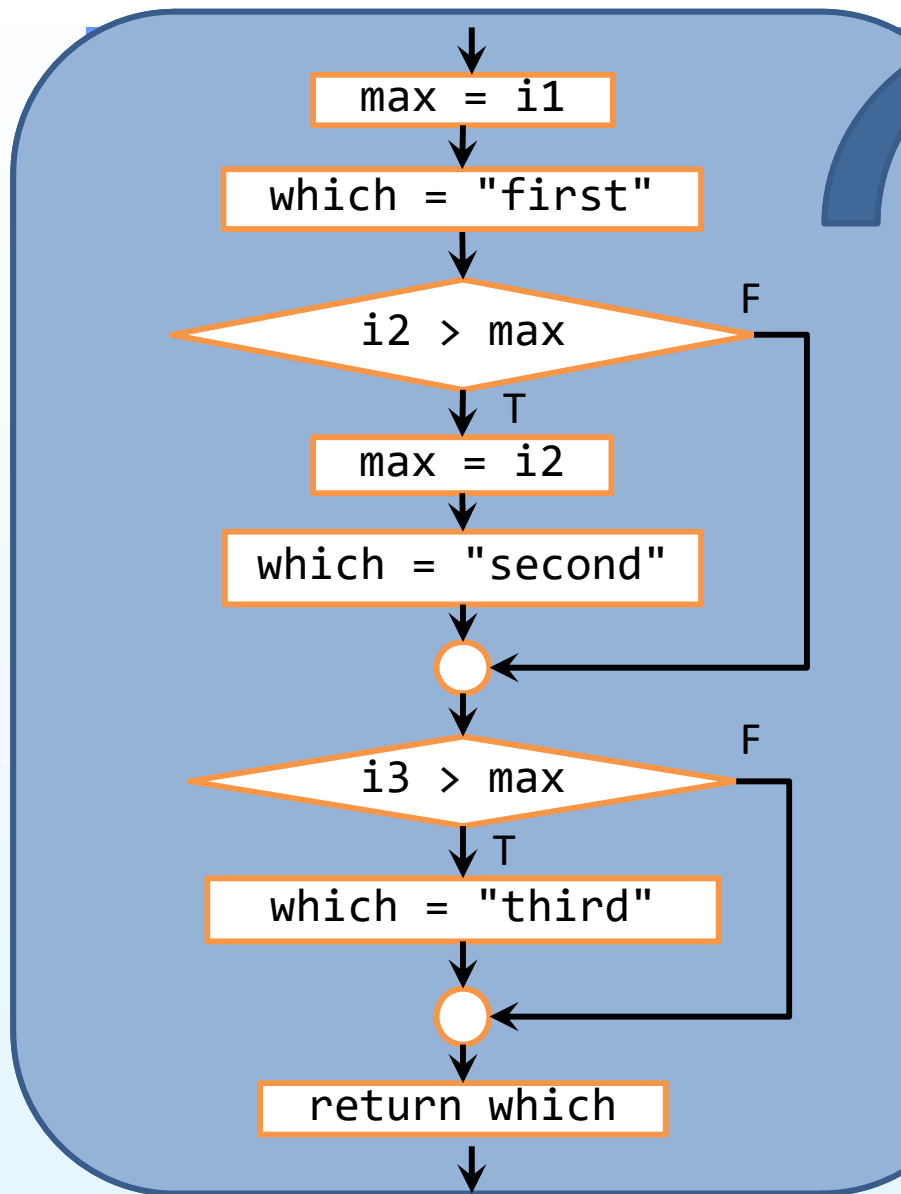 max = i1
which = "first"
F
i2 > max
T
max = i2
which = "second"
F
i3 > max
T
which = "third"
return which